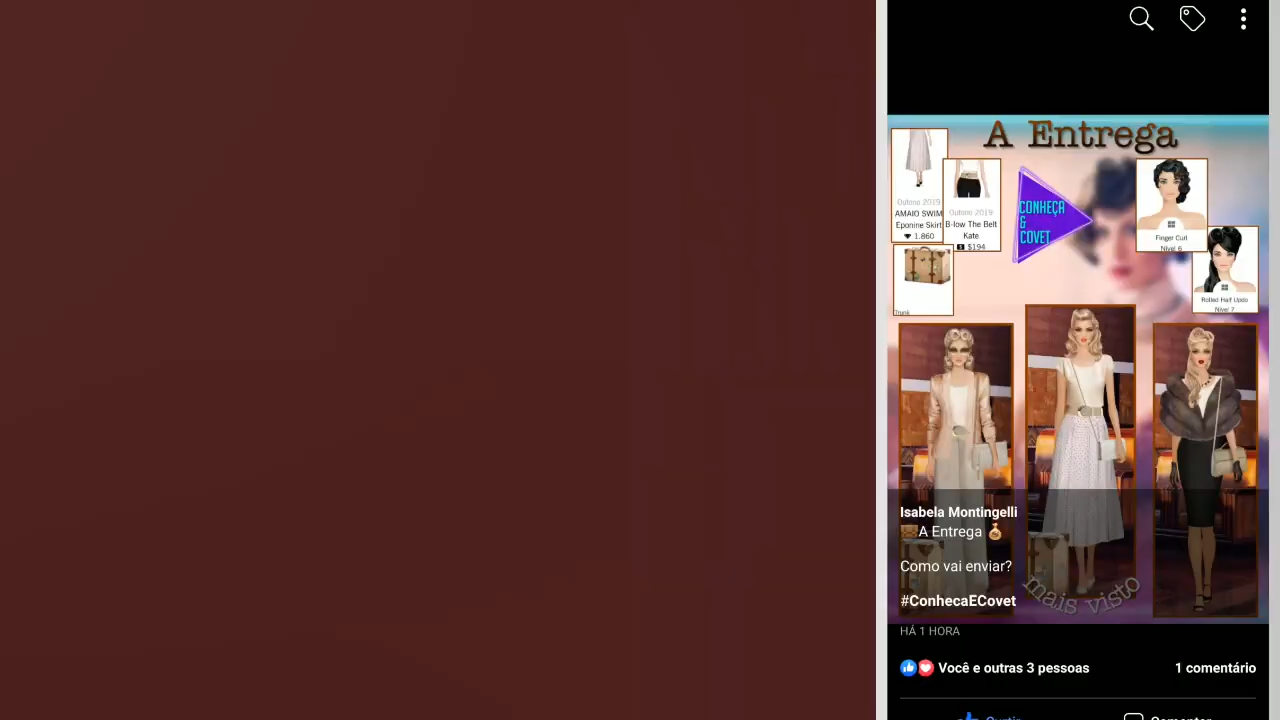 A Entrega
Outono 2019
AMAIO SWIM
Eponine Skirt
1.860
Outono 2019
B-low The Belt
Kate
$194
Trunk
CONHEÇA
&
COVET
Finger Curl
Nível 6
Rolled Half Updo
Nível 7
Isabela Montingelli
A Entrega
Como vai enviar?
#ConhecaECovet
mais visto
HÁ 1 HORA
Você e outras 3 pessoas
1 comentário
Curtir
Comentar